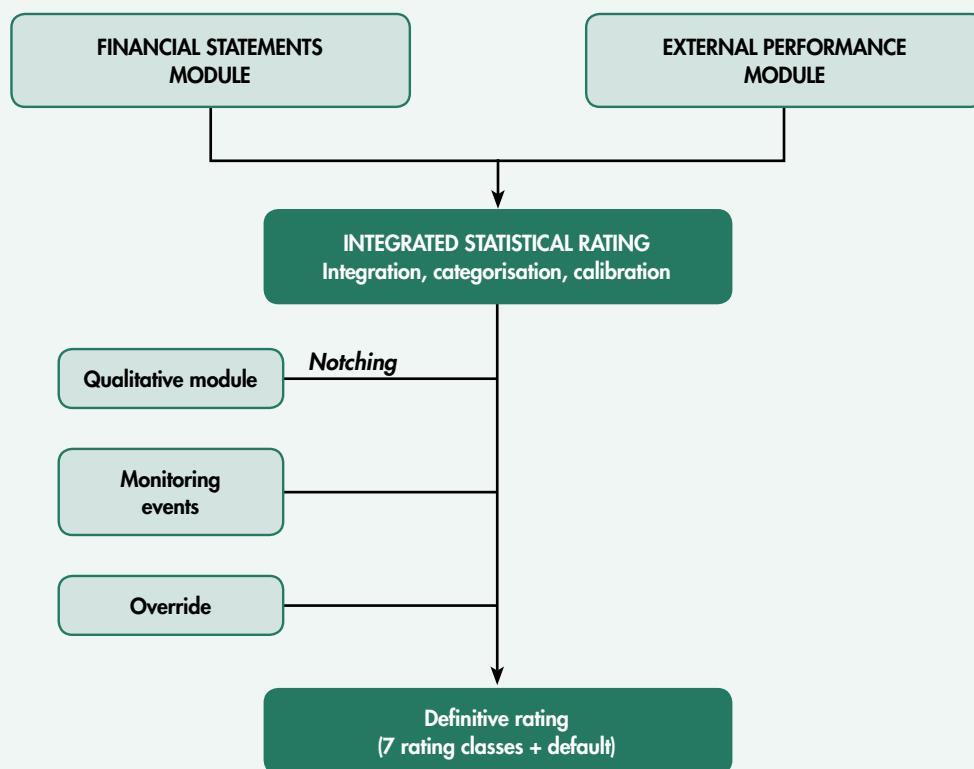 FINANCIAL STATEMENTS
MODULE
EXTERNAL PERFORMANCE
MODULE
INTEGRATED STATISTICAL RATING
Integration, categorisation, calibration
Notching
Qualitative module
Monitoring
events
Override
Definitive rating
(7 rating classes + default)